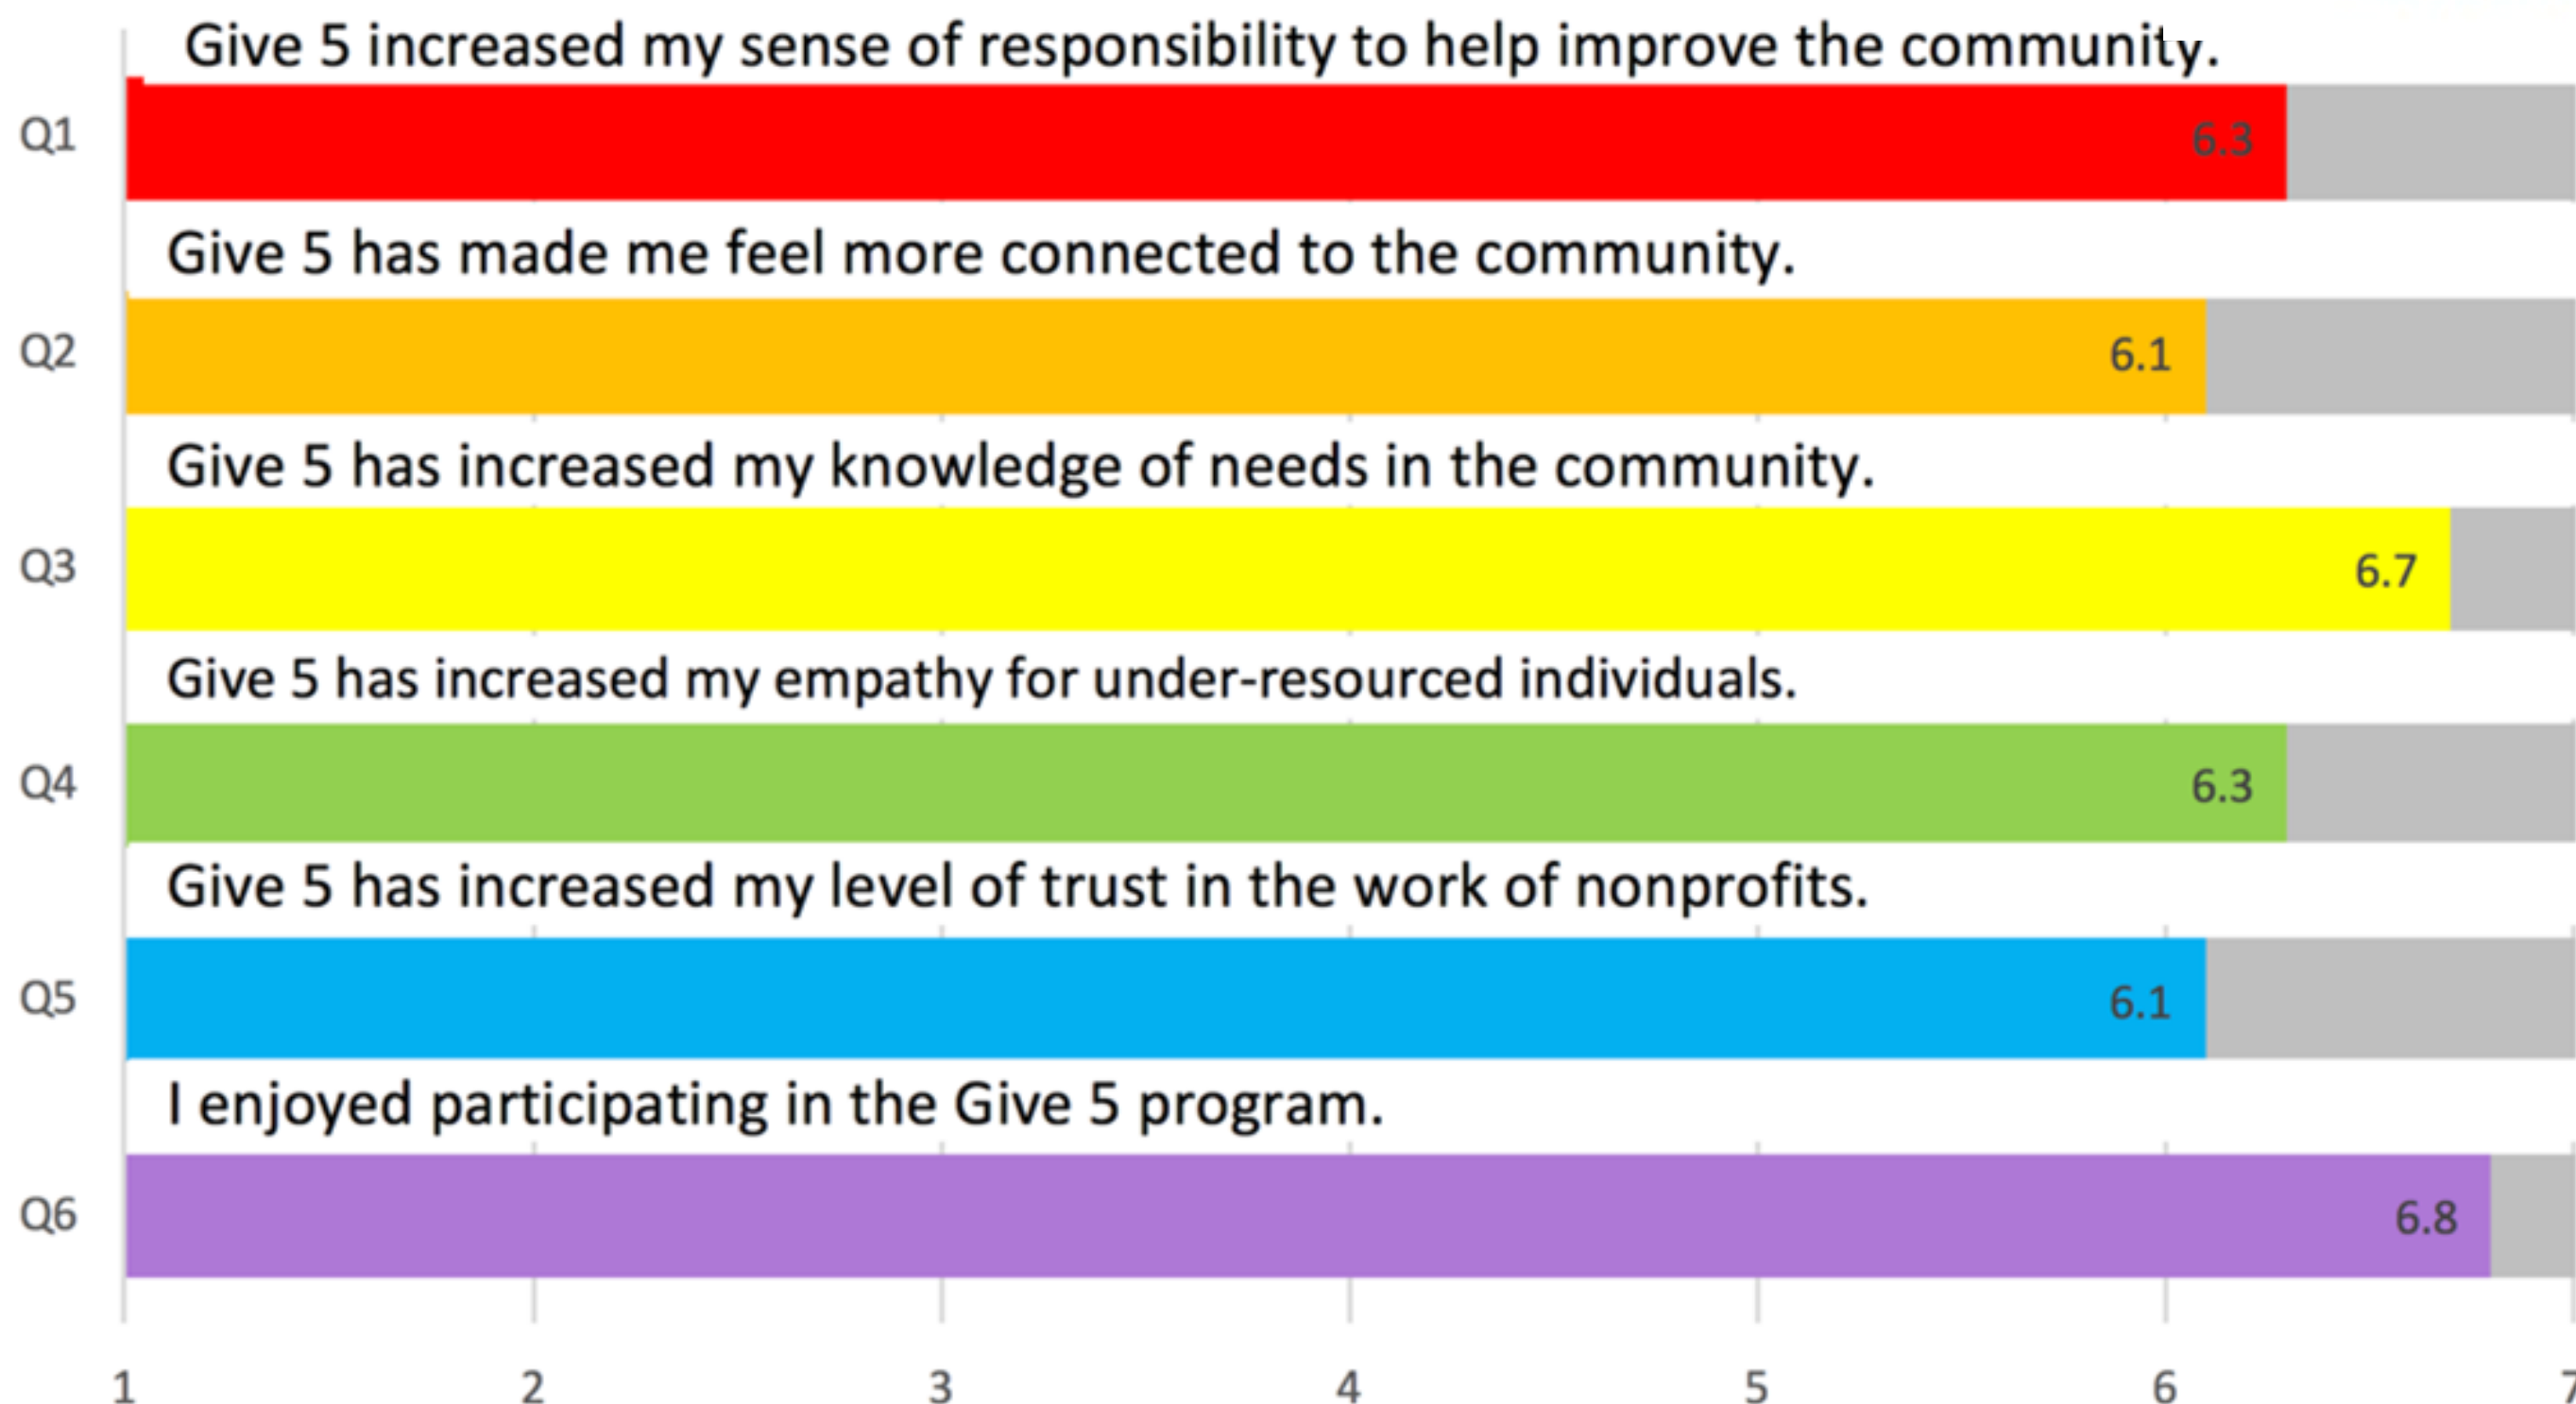 Give 5 increased my sense of responsibility to help improve the community.
Q1
6.3
Give 5 has made me feel more connected to the community.
Q2
6.1
Give 5 has increased my knowledge of needs in the community.
Q3
6.7
Give 5 has increased my empathy for under-resourced individuals.
Q4
6.3
Give 5 has increased my level of trust in the work of nonprofits.
Q5
6.1
I enjoyed participating in the Give 5 program.
Q6
6.8
1 2 3 4 5 6 7